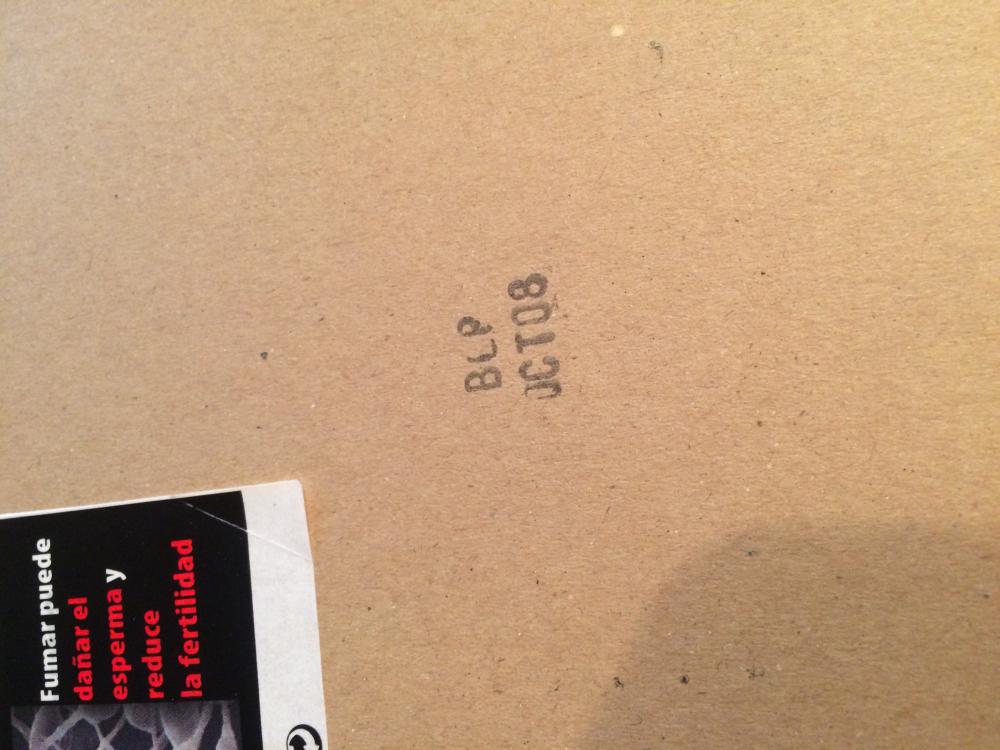 BLP
OCT08
Fumar puede
dañar el
esperma y
reduce
la fertilidad